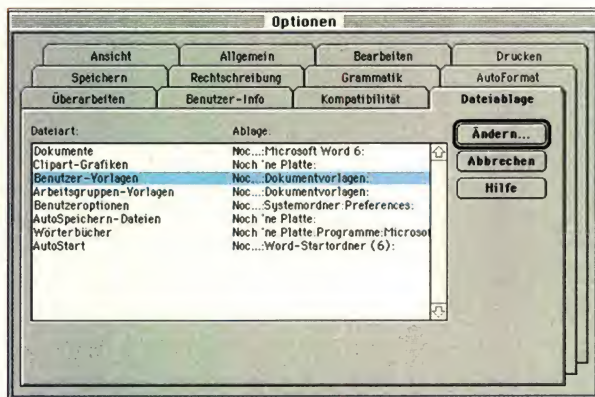 Optionen
Ansicht Allgemein Bearbeiten Drucken
Speichern Rechtschreibung Grammatik AutoFormat
Überarbeiten Benutzer-Info Kompatibilität Dateiablage
Dateiart: Ablage:
Dokumente Noc...:Microsoft Word 6:
Clipart-Grafiken Noch 'ne Platte:
Benutzer-Vorlagen Noc...:Dokumentvorlagen:
Arbeitsgruppen-Vorlagen Noc...:Dokumentvorlagen:
Benutzeroptionen Noc...:Systemordner:Preferences:
AutoSpeichern-Dateien Noch 'ne Platte:
Wörterbücher Noch 'ne Platte:Programme:Microsof
AutoStart Noc...:Word-Startordner (6):
Ändern...
Abbrechen
Hilfe